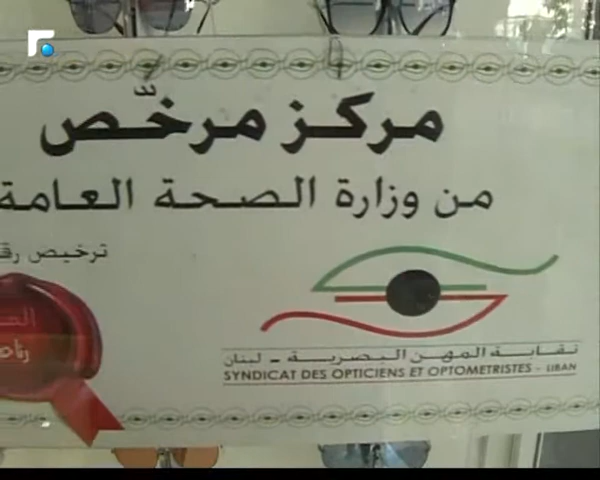 مركز مرخّص
من وزارة الصحة العامة
ترخيص
نقابة المهن البصرية - لبنان
SYNDICAT DES OPTICIENS ET OPTOMETRISTES - LIBAN